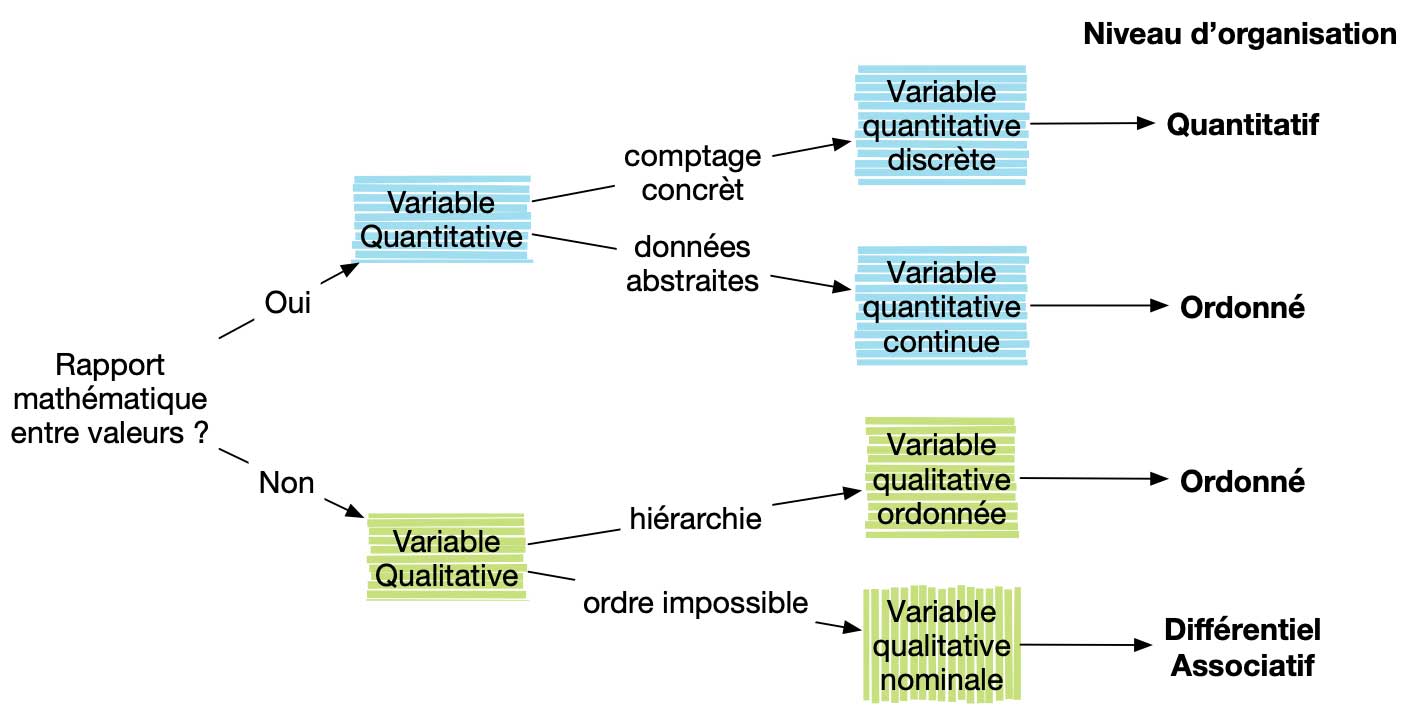 Niveau d’organisation
Rapport
mathématique
entre valeurs ?
Oui
Variable
Quantitative
comptage
concrèt
Variable
quantitative
discrète
Quantitatif
données
abstraites
Variable
quantitative
continue
Ordonné
Non
Variable
Qualitative
hiérarchie
Variable
qualitative
ordonnée
Ordonné
ordre impossible
Variable
qualitative
nominale
Différentiel
Associatif